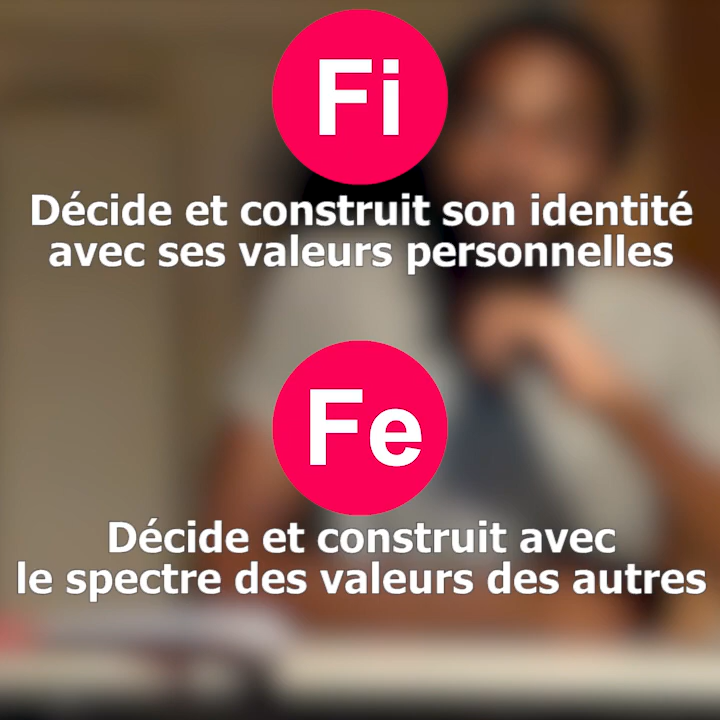 Fi
Décide et construit son identité
avec ses valeurs personnelles
Fe
Décide et construit avec
le spectre des valeurs des autres